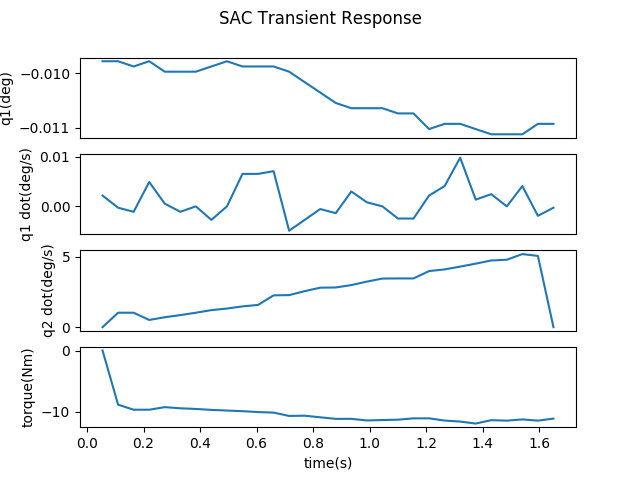 SAC Transient Response
q1(deg)
−0.010
−0.011
q1 dot(deg/s)
0.01
0.00
q2 dot(deg/s)
5
0
torque(Nm)
0
−10
0.0 0.2 0.4 0.6 0.8 1.0 1.2 1.4 1.6
time(s)